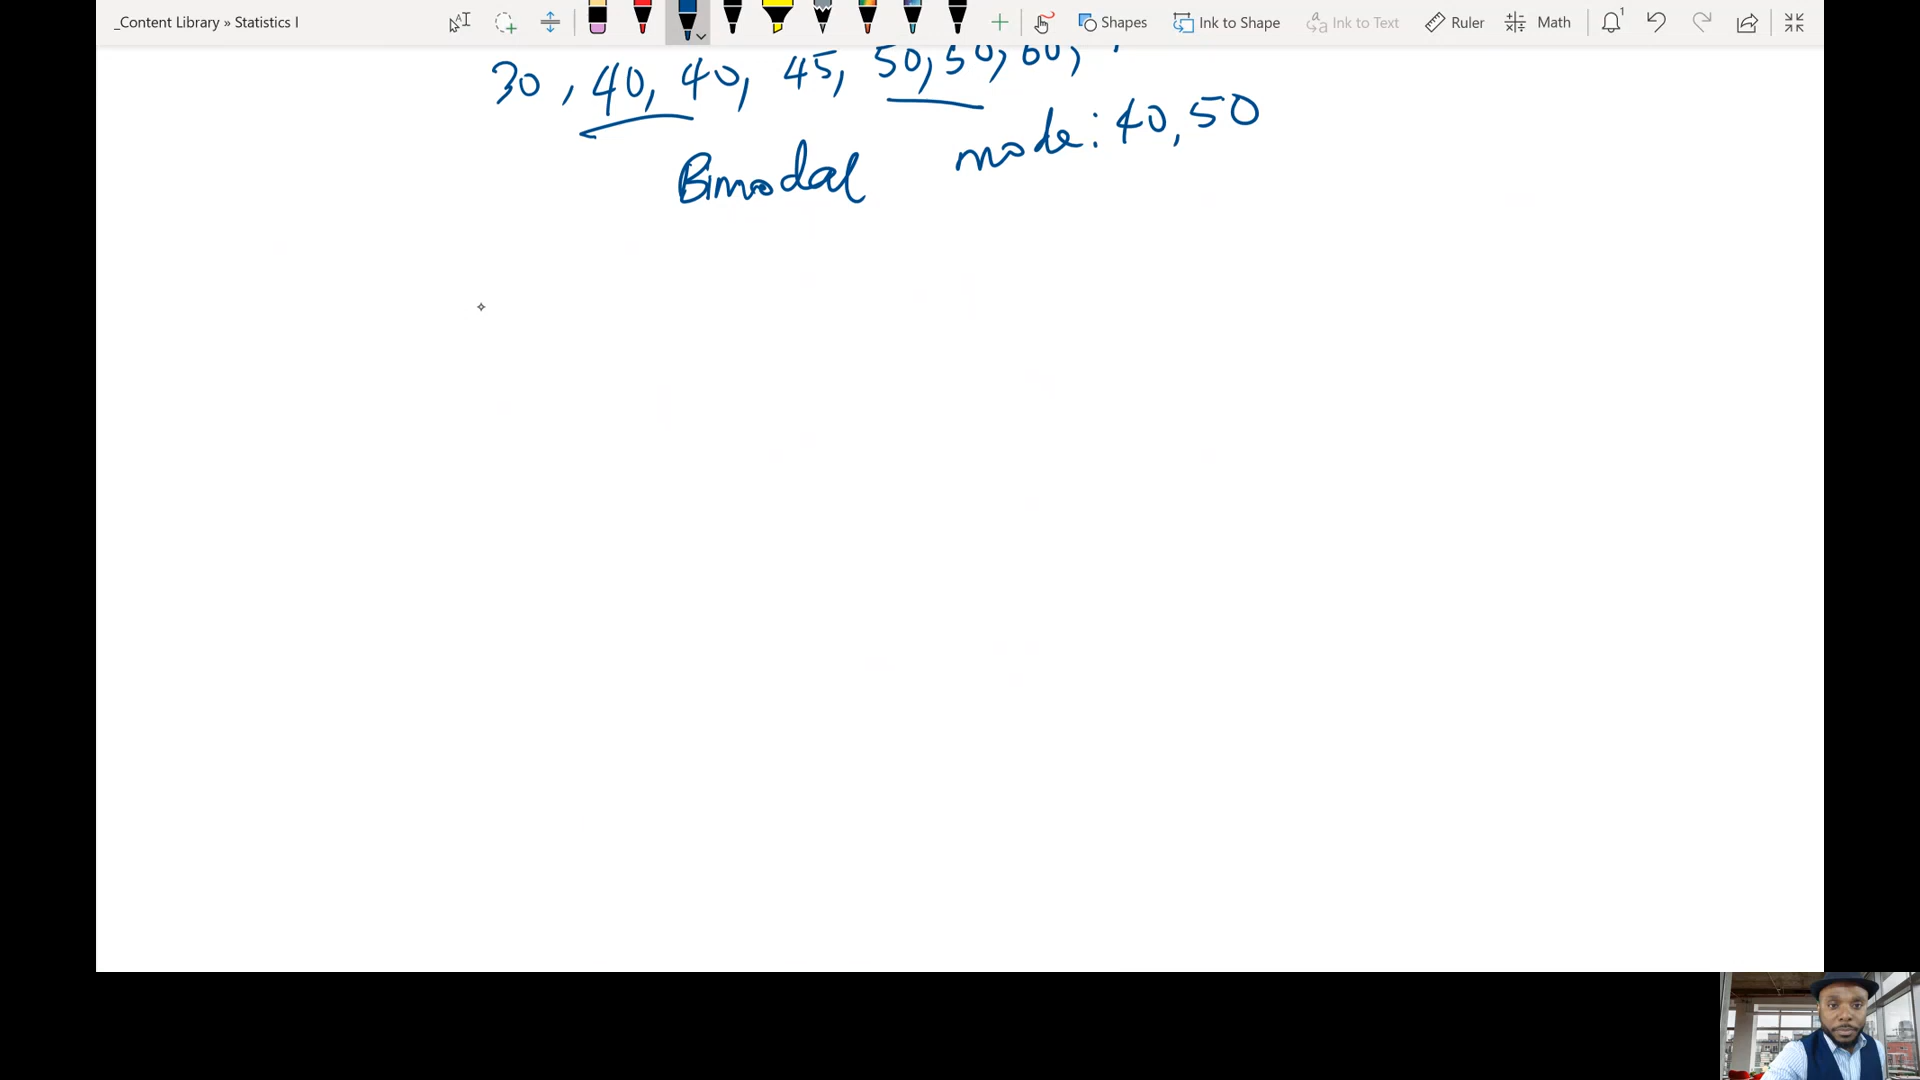 _Content Library » Statistics I
Shapes
Ink to Shape
Ink to Text
Ruler
Math
1
30, 40, 40, 45, 50, 50, 60,
mode: 40, 50
Bimodal